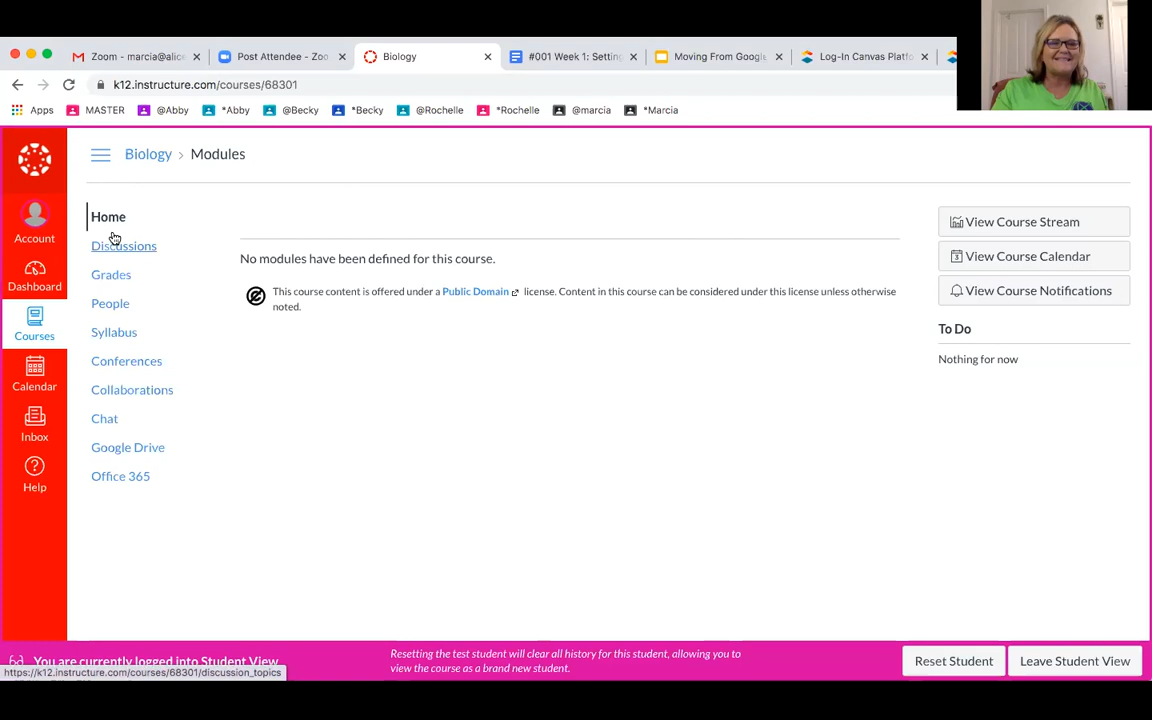 Zoom - marcia@alice
Post Attendee - Zoo
Biology
#001 Week 1: Setting
Moving From Google
Log-In Canvas Platfo
k12.instructure.com/courses/68301
Apps
MASTER
@Abby
*Abby
@Becky
*Becky
@Rochelle
*Rochelle
@marcia
*Marcia
Biology > Modules
Account
Dashboard
Courses
Calendar
Inbox
Help
Home
Discussions
Grades
People
Syllabus
Conferences
Collaborations
Chat
Google Drive
Office 365
No modules have been defined for this course.
This course content is offered under a Public Domain license. Content in this course can be considered under this license unless otherwise
noted.
View Course Stream
View Course Calendar
View Course Notifications
To Do
Nothing for now
You are currently logged into Student View
https://k12.instructure.com/courses/68301/discussion_topics
Resetting the test student will clear all history for this student, allowing you to
view the course as a brand new student.
Reset Student
Leave Student View